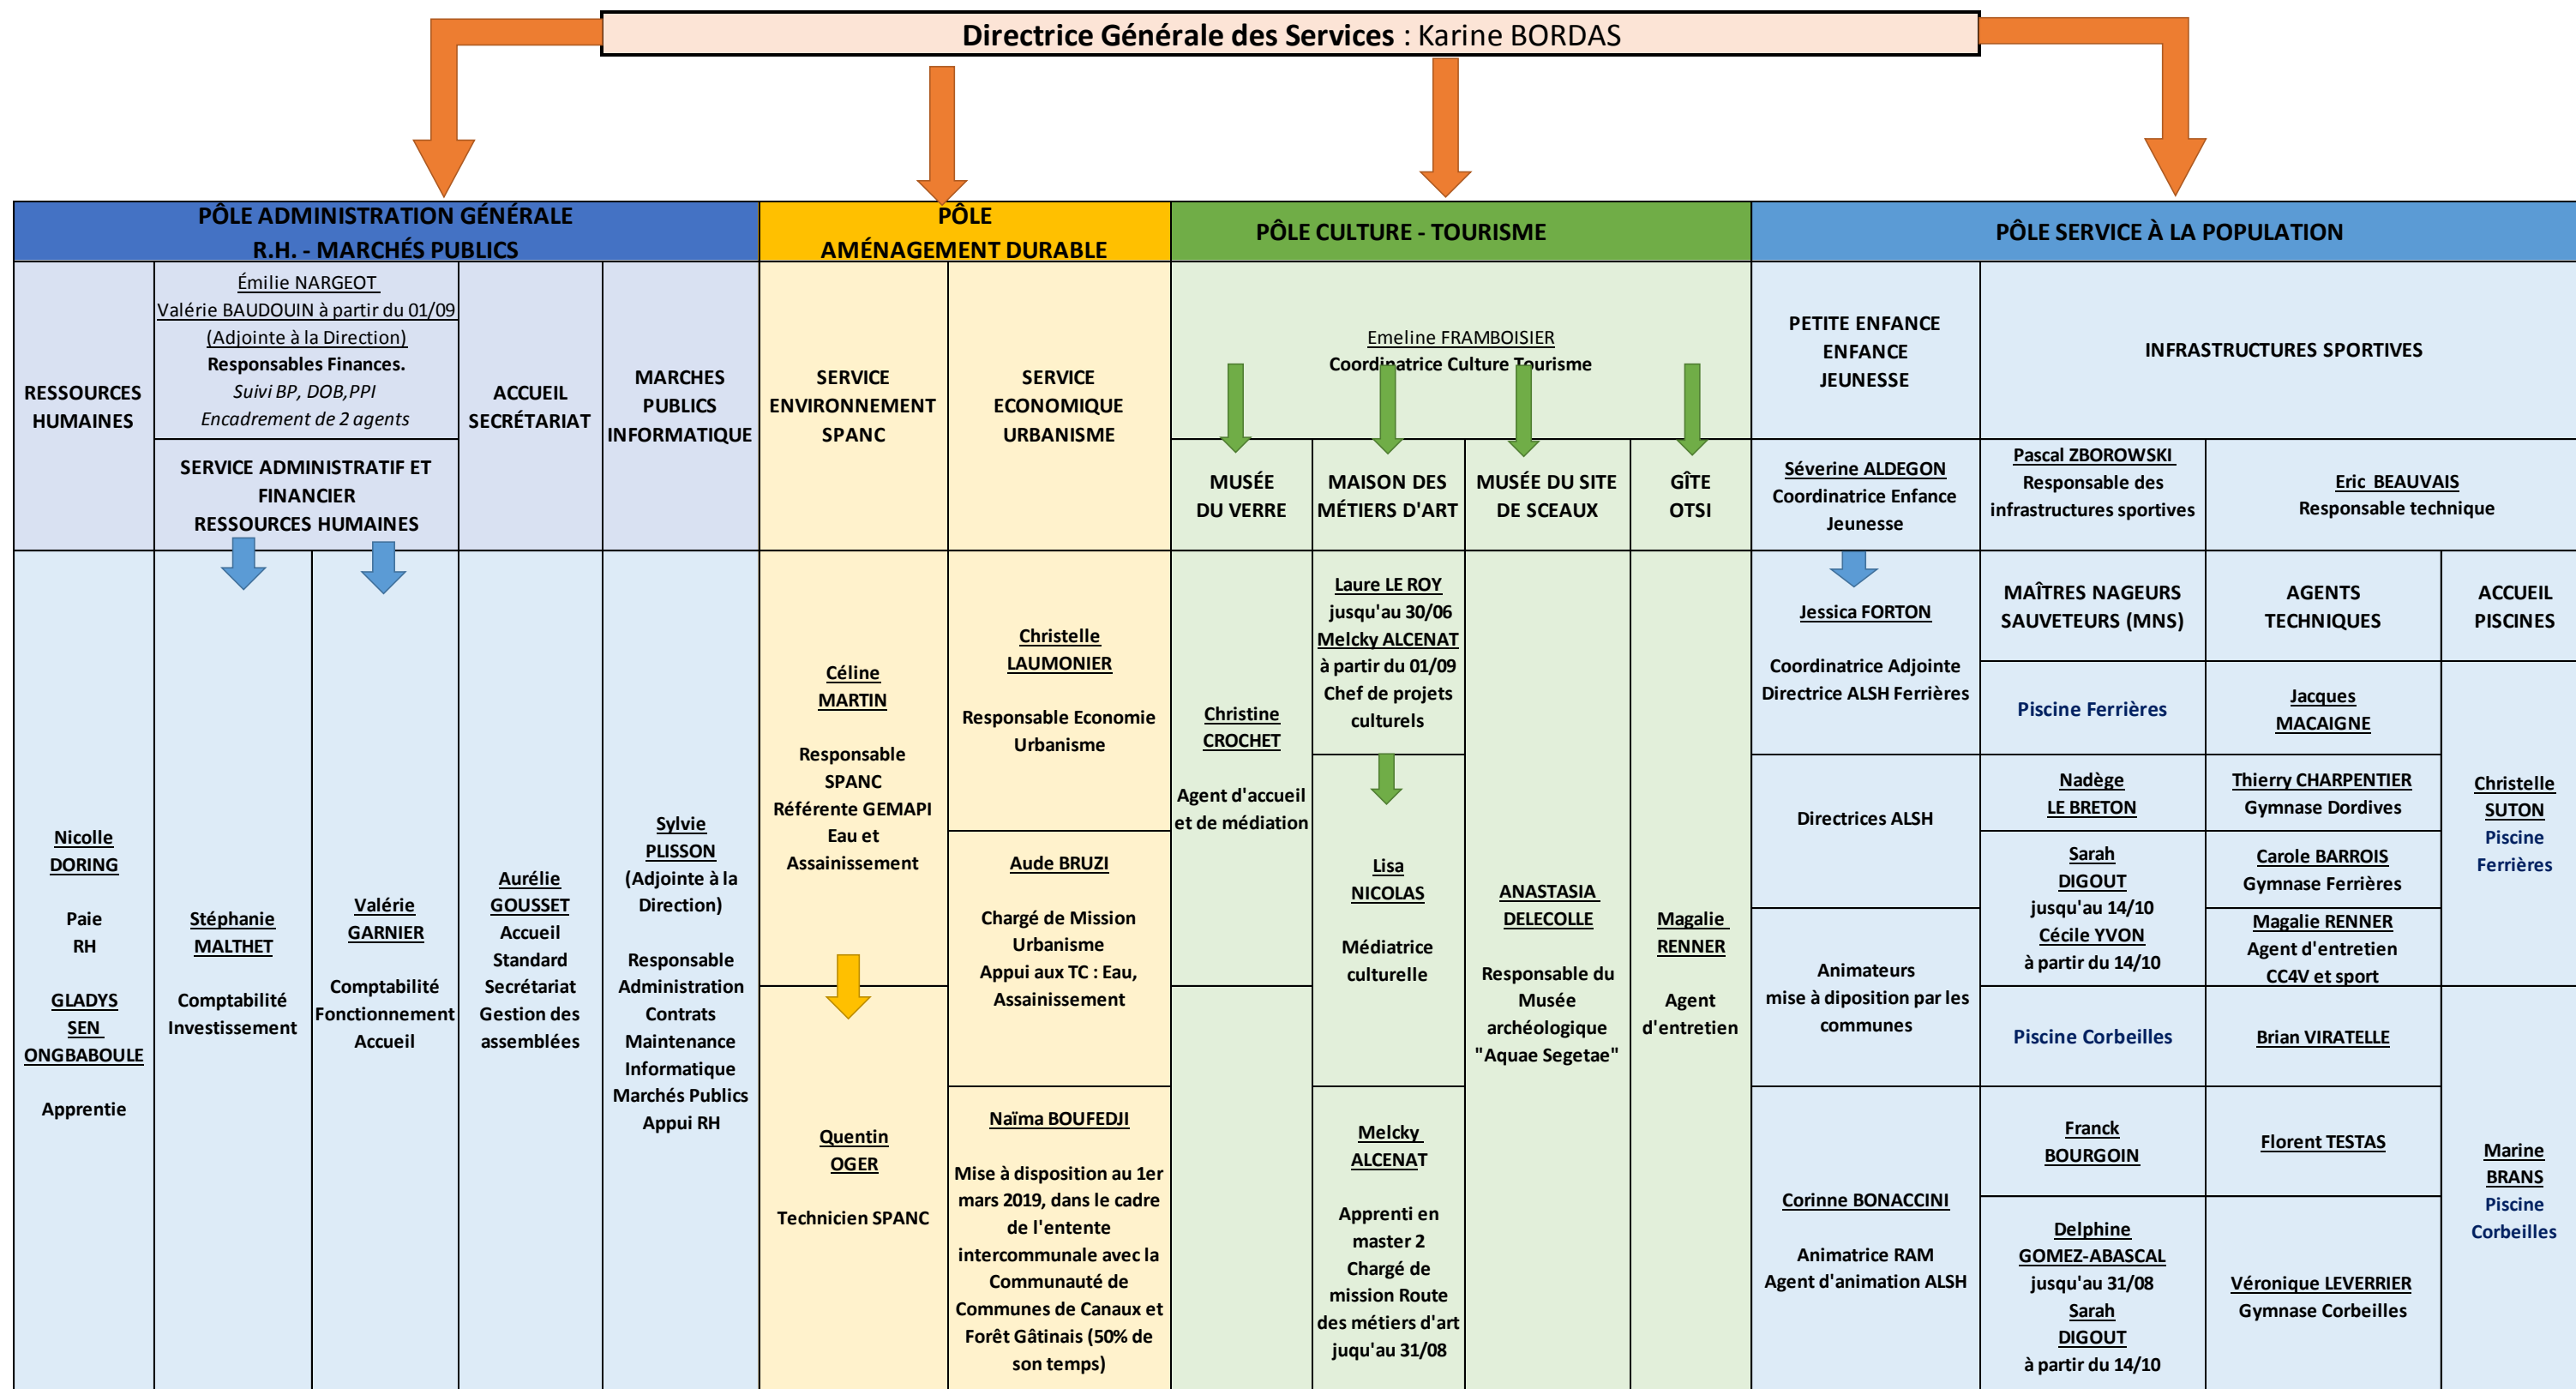 Directrice Générale des Services : Karine BORDAS
PÔLE ADMINISTRATION GÉNÉRALE
R.H. - MARCHÉS PUBLICS
PÔLE
AMÉNAGEMENT DURABLE
PÔLE CULTURE - TOURISME
PÔLE SERVICE À LA POPULATION
RESSOURCES
HUMAINES
Émilie NARGEOT
Valérie BAUDOUIN à partir du 01/09
(Adjointe à la Direction)
Responsables Finances.
Suivi BP, DOB,PPI
Encadrement de 2 agents
SERVICE ADMINISTRATIF ET
FINANCIER
RESSOURCES HUMAINES
ACCUEIL
SECRÉTARIAT
MARCHES
PUBLICS
INFORMATIQUE
SERVICE
ENVIRONNEMENT
SPANC
SERVICE
ECONOMIQUE
URBANISME
Emeline FRAMBOISIER
Coordinatrice Culture Tourisme
MUSÉE
DU VERRE
MAISON DES
MÉTIERS D'ART
MUSÉE DU SITE
DE SCEAUX
GÎTE
OTSI
PETITE ENFANCE
ENFANCE
JEUNESSE
INFRASTRUCTURES SPORTIVES
Séverine ALDEGON
Coordinatrice Enfance
Jeunesse
Pascal ZBOROWSKI
Responsable des
infrastructures sportives
Eric  BEAUVAIS
Responsable technique
Nicolle
DORING
Paie
RH
GLADYS
SEN
ONGBABOULE
Apprentie
Stéphanie
MALTHET
Comptabilité
Investissement
Valérie
GARNIER
Comptabilité
Fonctionnement
Accueil
Aurélie
GOUSSET
Accueil
Standard
Secrétariat
Gestion des
assemblées
Sylvie
PLISSON
(Adjointe à la
Direction)
Responsable
Administration
Contrats
Maintenance
Informatique
Marchés Publics
Appui RH
Céline
MARTIN
Responsable
SPANC
Référente GEMAPI
Eau et
Assainissement
Quentin
OGER
Technicien SPANC
Christelle
LAUMONIER
Responsable Economie
Urbanisme
Aude BRUZI
Chargé de Mission
Urbanisme
Appui aux TC : Eau,
Assainissement
Naïma BOUFEDJI
Mise à disposition au 1er
mars 2019, dans le cadre
de l'entente
intercommunale avec la
Communauté de
Communes de Canaux et
Forêt Gâtinais (50% de
son temps)
Christine
CROCHET
Agent d'accueil
et de médiation
Laure LE ROY
jusqu'au 30/06
Melcky ALCENAT
à partir du 01/09
Chef de projets
culturels
Lisa
NICOLAS
Médiatrice
culturelle
Melcky
ALCENAT
Apprenti en
master 2
Chargé de
mission Route
des métiers d'art
juqu'au 31/08
ANASTASIA
DELECOLLE
Responsable du
Musée
archéologique
"Aquae Segetae"
Magalie
RENNER
Agent
d'entretien
Jessica FORTON
Coordinatrice Adjointe
Directrice ALSH Ferrières
Directrices ALSH
Animateurs
mise à diposition par les
communes
Corinne BONACCINI
Animatrice RAM
Agent d'animation ALSH
MAÎTRES NAGEURS
SAUVETEURS (MNS)
Piscine Ferrières
Nadège
LE BRETON
Sarah
DIGOUT
jusqu'au 14/10
Cécile YVON
à partir du 14/10
Piscine Corbeilles
Franck
BOURGOIN
Delphine
GOMEZ-ABASCAL
jusqu'au 31/08
Sarah
DIGOUT
à partir du 14/10
AGENTS
TECHNIQUES
Jacques
MACAIGNE
Thierry CHARPENTIER
Gymnase Dordives
Carole BARROIS
Gymnase Ferrières
Magalie RENNER
Agent d'entretien
CC4V et sport
Brian VIRATELLE
Florent TESTAS
Véronique LEVERRIER
Gymnase Corbeilles
ACCUEIL
PISCINES
Christelle
SUTON
Piscine
Ferrières
Marine
BRANS
Piscine
Corbeilles